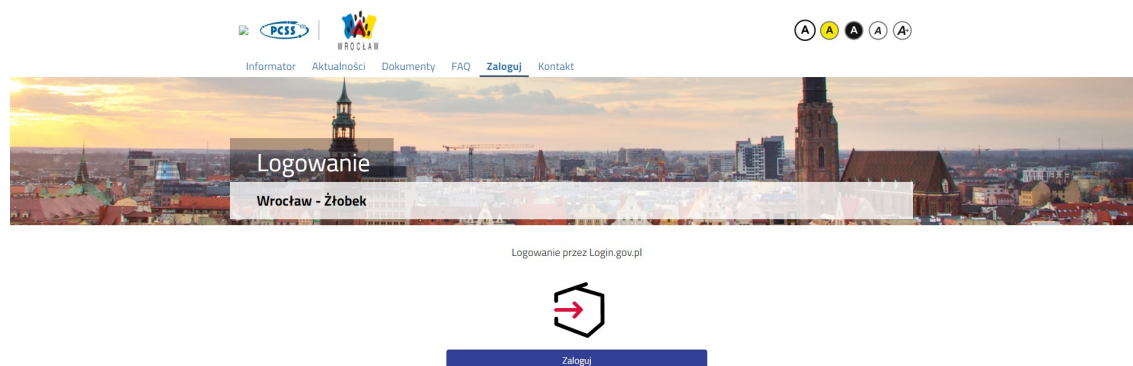 PCSS
WROCŁAW
A A A A A+
Informator Aktualności Dokumenty FAQ Zaloguj Kontakt
Logowanie
Wrocław - Żłobek
Logowanie przez Login.gov.pl
Zaloguj